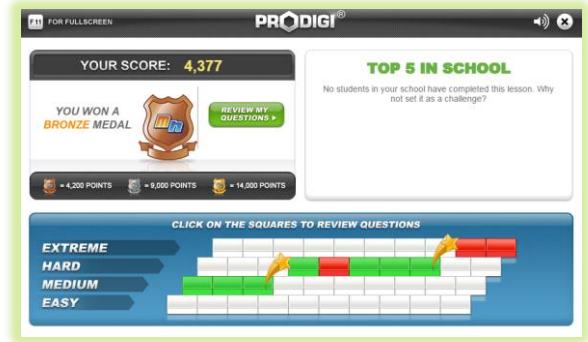 F11 FOR FULLSCREEN
PRODIGI®
YOUR SCORE: 4,377
YOU WON A
BRONZE MEDAL
REVIEW MY
QUESTIONS
= 4,200 POINTS = 9,000 POINTS = 14,000 POINTS
TOP 5 IN SCHOOL
No students in your school have completed this lesson. Why
not set it as a challenge?
CLICK ON THE SQUARES TO REVIEW QUESTIONS
EXTREME
HARD
MEDIUM
EASY